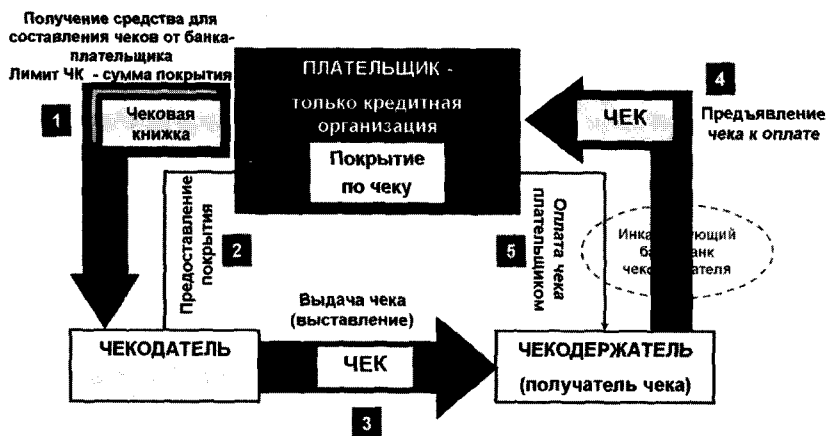 Получение средства для
составления чеков от банка-
плательщика
Лимит ЧК - сумма покрытия
1
Чековая
книжка
ПЛАТЕЛЬЩИК -
только кредитная
организация
Покрытие
по чеку
4
ЧЕК
Предъявление
чека к оплате
Предоставление
покрытия
2
5
Оплата чека
плательщиком
чек
Выдача чека
(выставление)
ЧЕКОДАТЕЛЬ
ЧЕК
3
ЧЕКОДЕРЖАТЕЛЬ
(получатель чека)